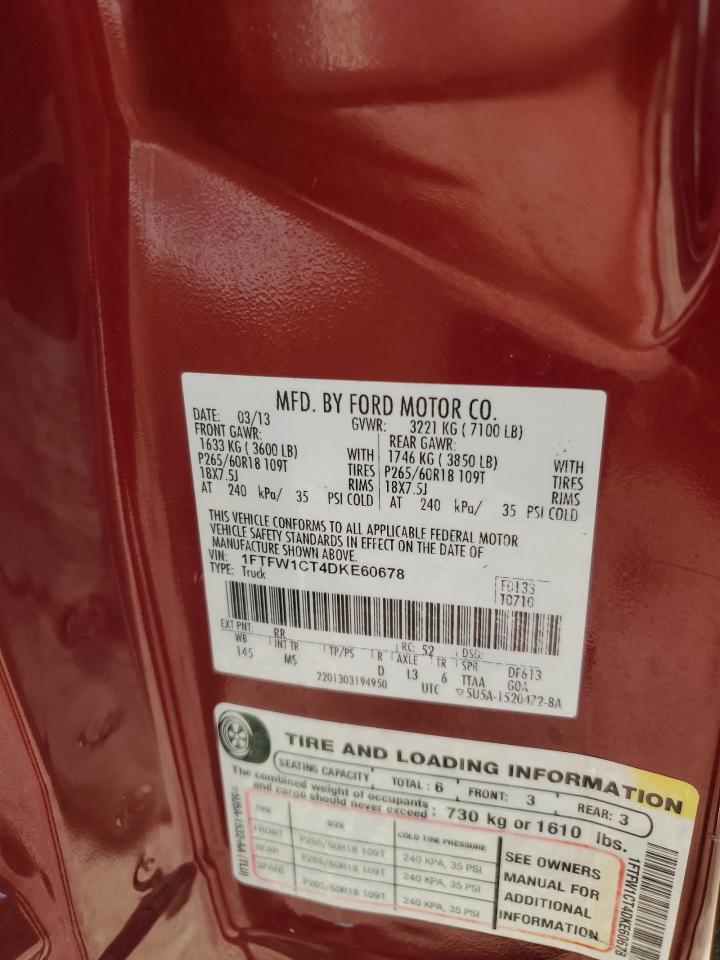 MFD. BY FORD MOTOR CO.
DATE: 03/13 GVWR: 3221 KG ( 7100 LB)
FRONT GAWR: REAR GAWR:
1633 KG ( 3600 LB) WITH 1746 KG ( 3850 LB) WITH
P265/60R18 109T TIRES P265/60R18 109T TIRES
18X7.5J RIMS 18X7.5J RIMS
AT 240 kPa/ 35 PSI COLD AT 240 kPa/ 35 PSI COLD
THIS VEHICLE CONFORMS TO ALL APPLICABLE FEDERAL MOTOR
VEHICLE SAFETY STANDARDS IN EFFECT ON THE DATE OF
MANUFACTURE SHOWN ABOVE.
VIN: 1FTFW1CT4DKE60678
TYPE: Truck
F0135
T0710
EXT PNT: RR RC: 52 DSO:
WB INT TR TP/PS R AXLE TR SPR DF613
145 MS D L3 6 TTAA GOA
2201303194950 UTC ▽5U5A-1520472-BA
TIRE AND LOADING INFORMATION
SEATING CAPACITY TOTAL : 6 FRONT: 3 REAR: 3
The combined weight of occupants
and cargo should never exceed : 730 kg or 1610 lbs.
TIRE SIZE COLD TIRE PRESSURE
FRONT P265/60R18 109T 240 KPA, 35 PSI
REAR P265/60R18 109T 240 KPA, 35 PSI
SPARE P265/60R18 109T 240 KPA, 35 PSI
SEE OWNERS
MANUAL FOR
ADDITIONAL
INFORMATION
1FTFW1CT4DKE60678